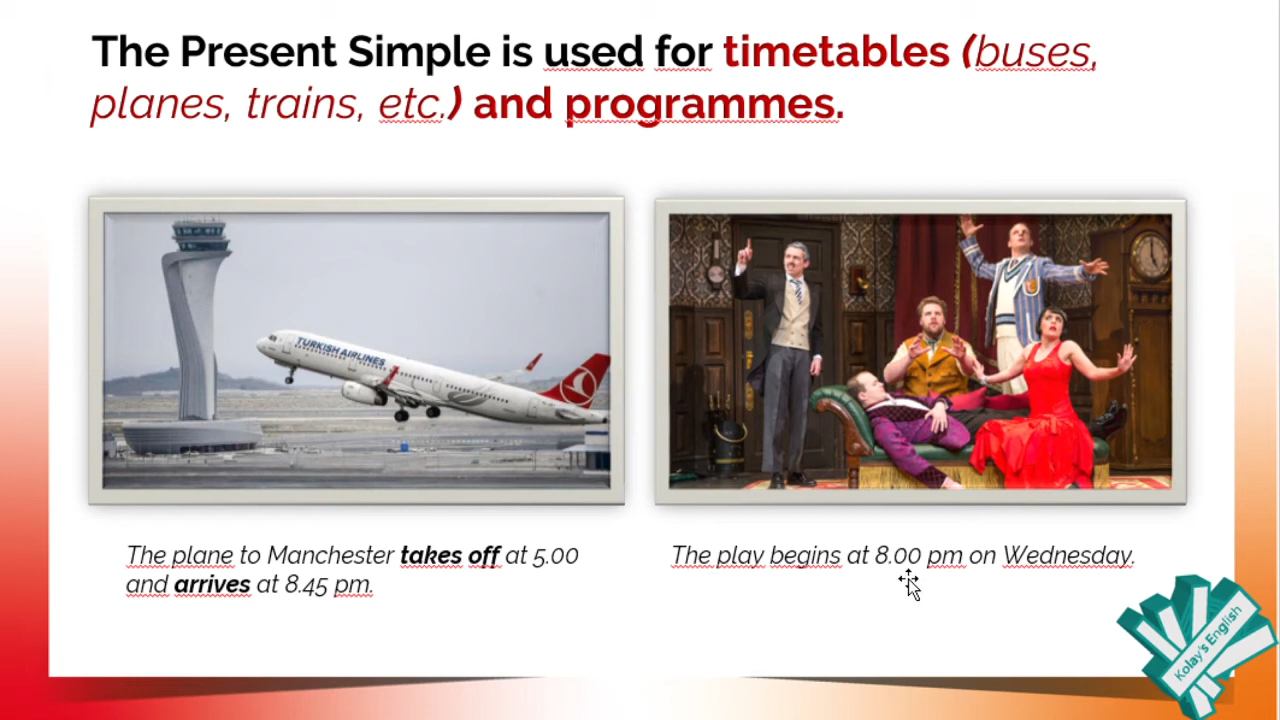 The Present Simple is used for timetables (buses,
planes, trains, etc.) and programmes.
TURKISH AIRLINES
The plane to Manchester takes off at 5.00
and arrives at 8.45 pm.
The play begins at 8.00 pm on Wednesday.
Kolay's English